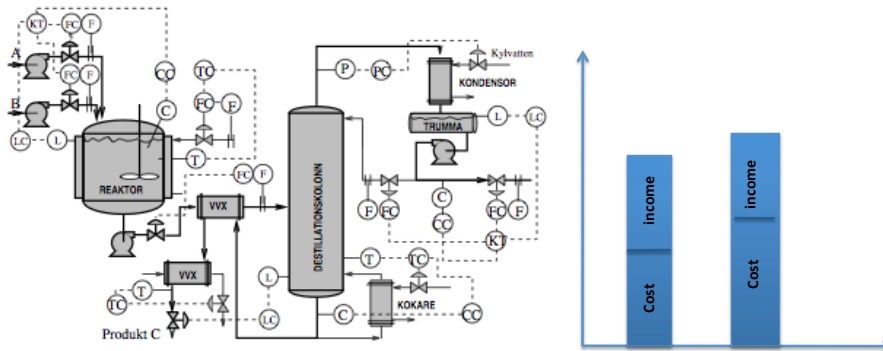 KT
FC
F
A
FC
F
CC
TC
B
C
FC
F
LC
L
T
REAKTOR
FC
F
VVX
VVX
T
TC
Produkt C
L
LC
P
PC
Kylvatten
KONDENSOR
TRUMMA
L
LC
DESTILLATIONSKOLONN
F
FC
C
CC
FC
F
KT
T
TC
KOKARE
C
CC
income
Cost
income
Cost